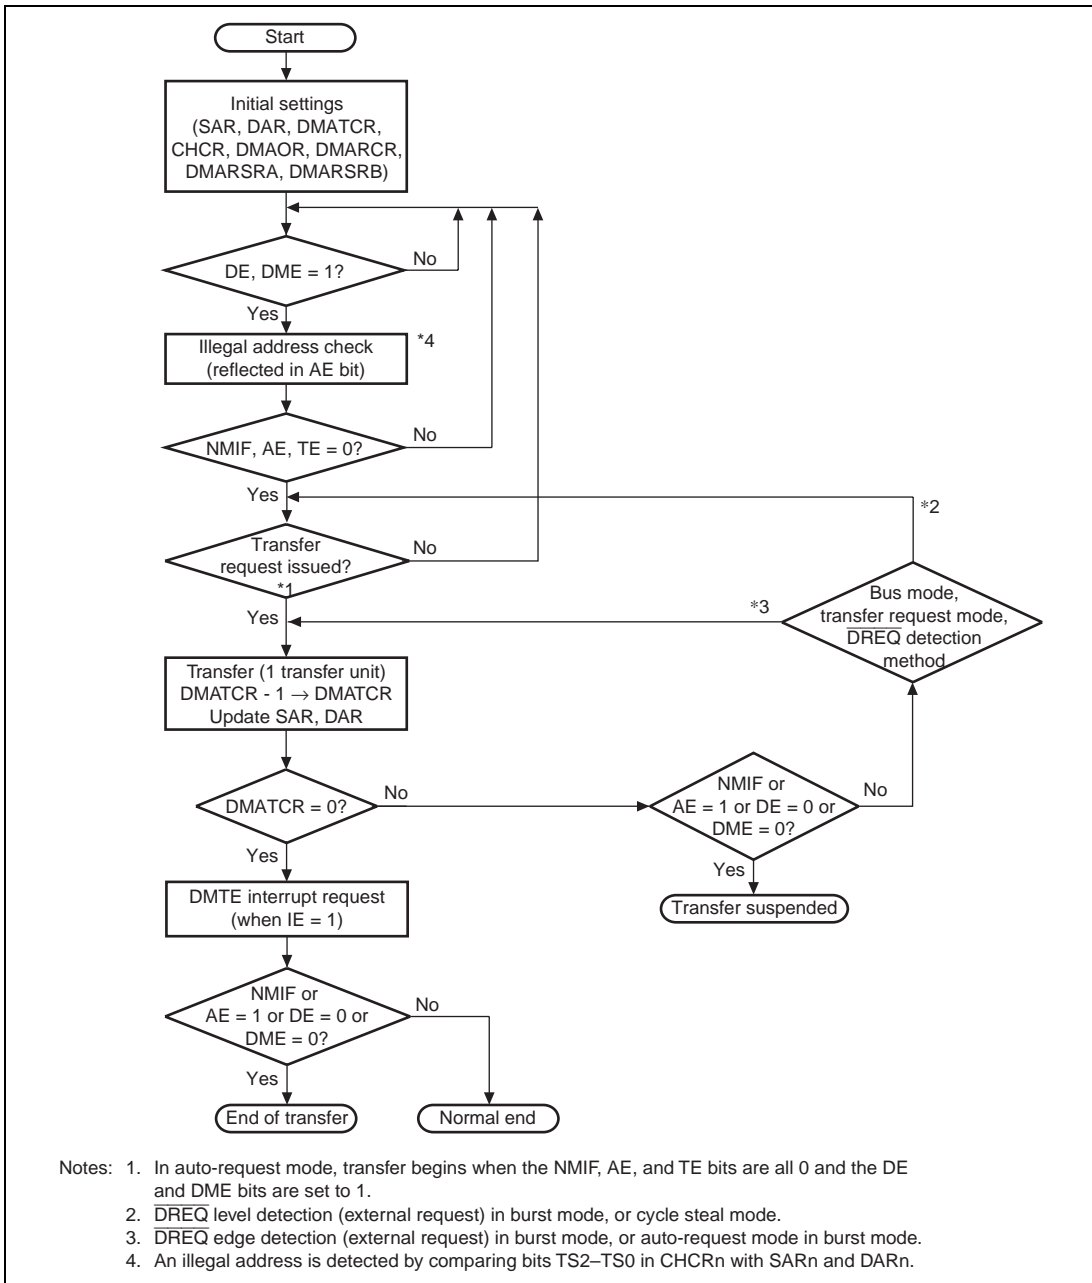 Start
Initial settings
(SAR, DAR, DMATCR,
CHCR, DMAOR, DMARCR,
DMARSRA, DMARSRB)
DE, DME = 1?
No
Yes
Illegal address check
(reflected in AE bit)
*4
NMIF, AE, TE = 0?
No
Yes
*2
Transfer
request issued?
*1
No
Yes
*3
Bus mode,
transfer request mode,
DREQ detection
method
Transfer (1 transfer unit)
DMATCR - 1 → DMATCR
Update SAR, DAR
DMATCR = 0?
No
NMIF or
AE = 1 or DE = 0 or
DME = 0?
No
Yes
Yes
DMTE interrupt request
(when IE = 1)
Transfer suspended
NMIF or
AE = 1 or DE = 0 or
DME = 0?
No
Yes
End of transfer
Normal end
Notes: 1. In auto-request mode, transfer begins when the NMIF, AE, and TE bits are all 0 and the DE
and DME bits are set to 1.
2. DREQ level detection (external request) in burst mode, or cycle steal mode.
3. DREQ edge detection (external request) in burst mode, or auto-request mode in burst mode.
4. An illegal address is detected by comparing bits TS2–TS0 in CHCRn with SARn and DARn.